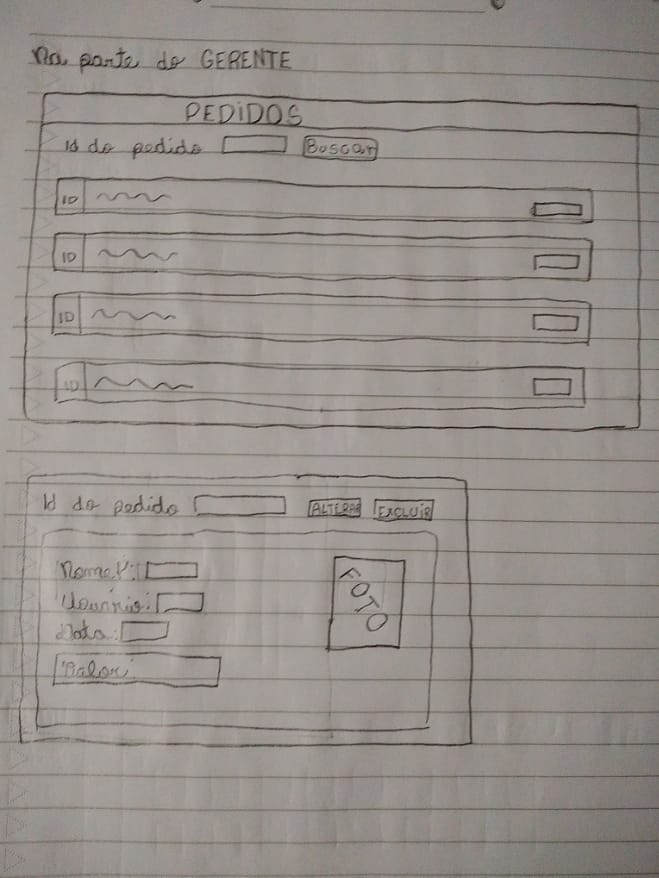 Na parte do GERENTE
PEDIDOS
Id do pedido Buscar
ID
ID
ID
ID
Id do pedido ALTERAR EXCLUIR
Nome P:
Usuário:
Data:
Valor:
FOTO